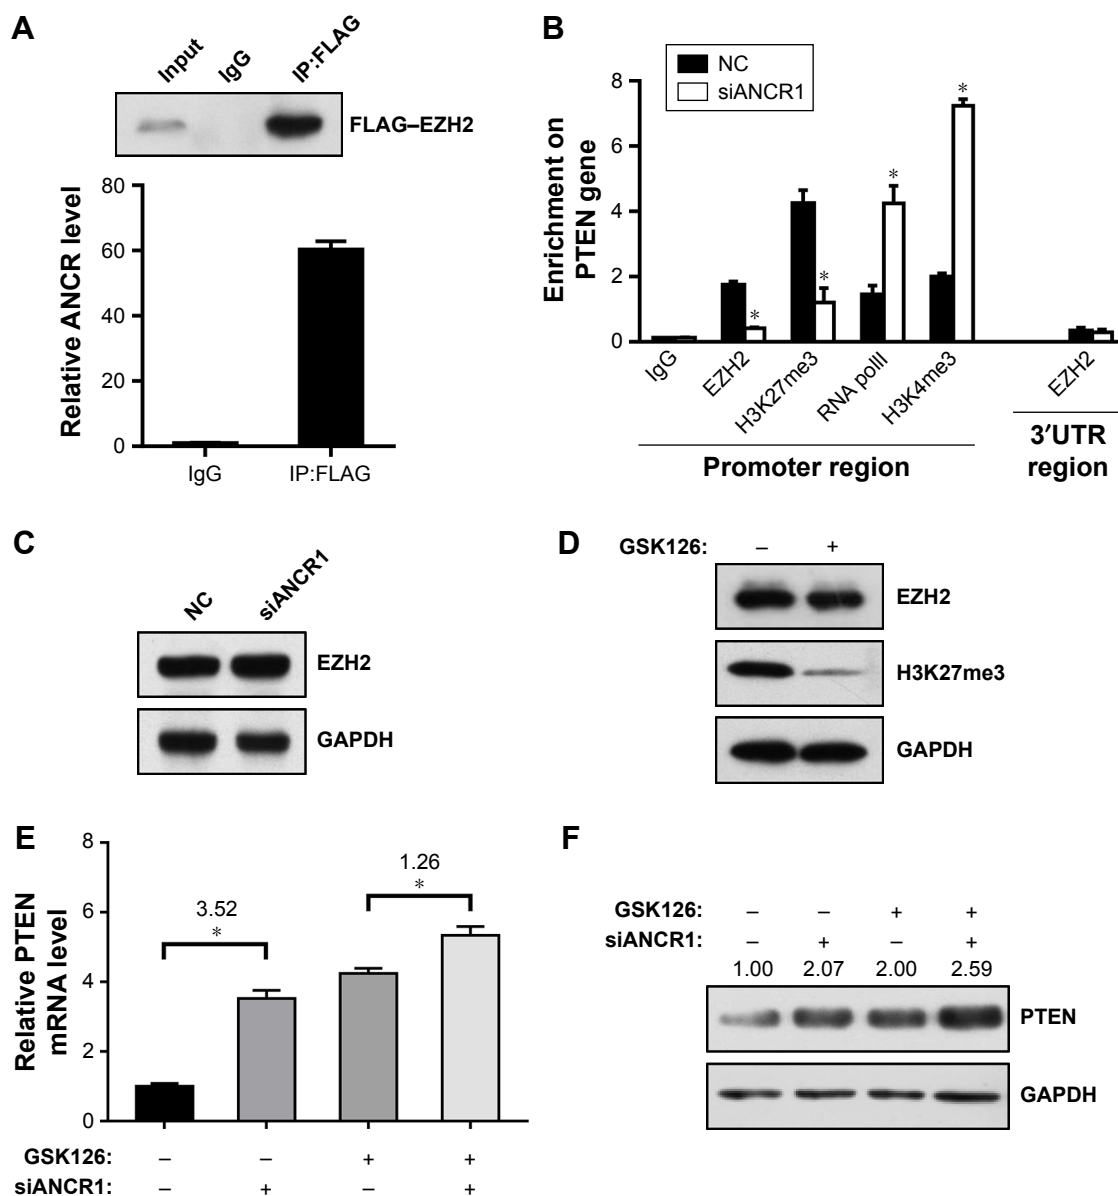 A
Input
IgG
IP:FLAG
FLAG–EZH2
Relative ANCR level
80
60
40
20
0
IgG
IP:FLAG
B
NC
siANCR1
Enrichment on
PTEN gene
8
6
4
2
0
*
*
*
*
IgG
EZH2
H3K27me3
RNA polII
H3K4me3
EZH2
Promoter region
3′UTR
region
C
NC
siANCR1
EZH2
GAPDH
D
GSK126:
–
+
EZH2
H3K27me3
GAPDH
E
Relative PTEN
mRNA level
8
6
4
2
0
3.52
*
1.26
*
GSK126: – – + +
siANCR1: – + – +
F
GSK126: – – + +
siANCR1: – + – +
1.00 2.07 2.00 2.59
PTEN
GAPDH